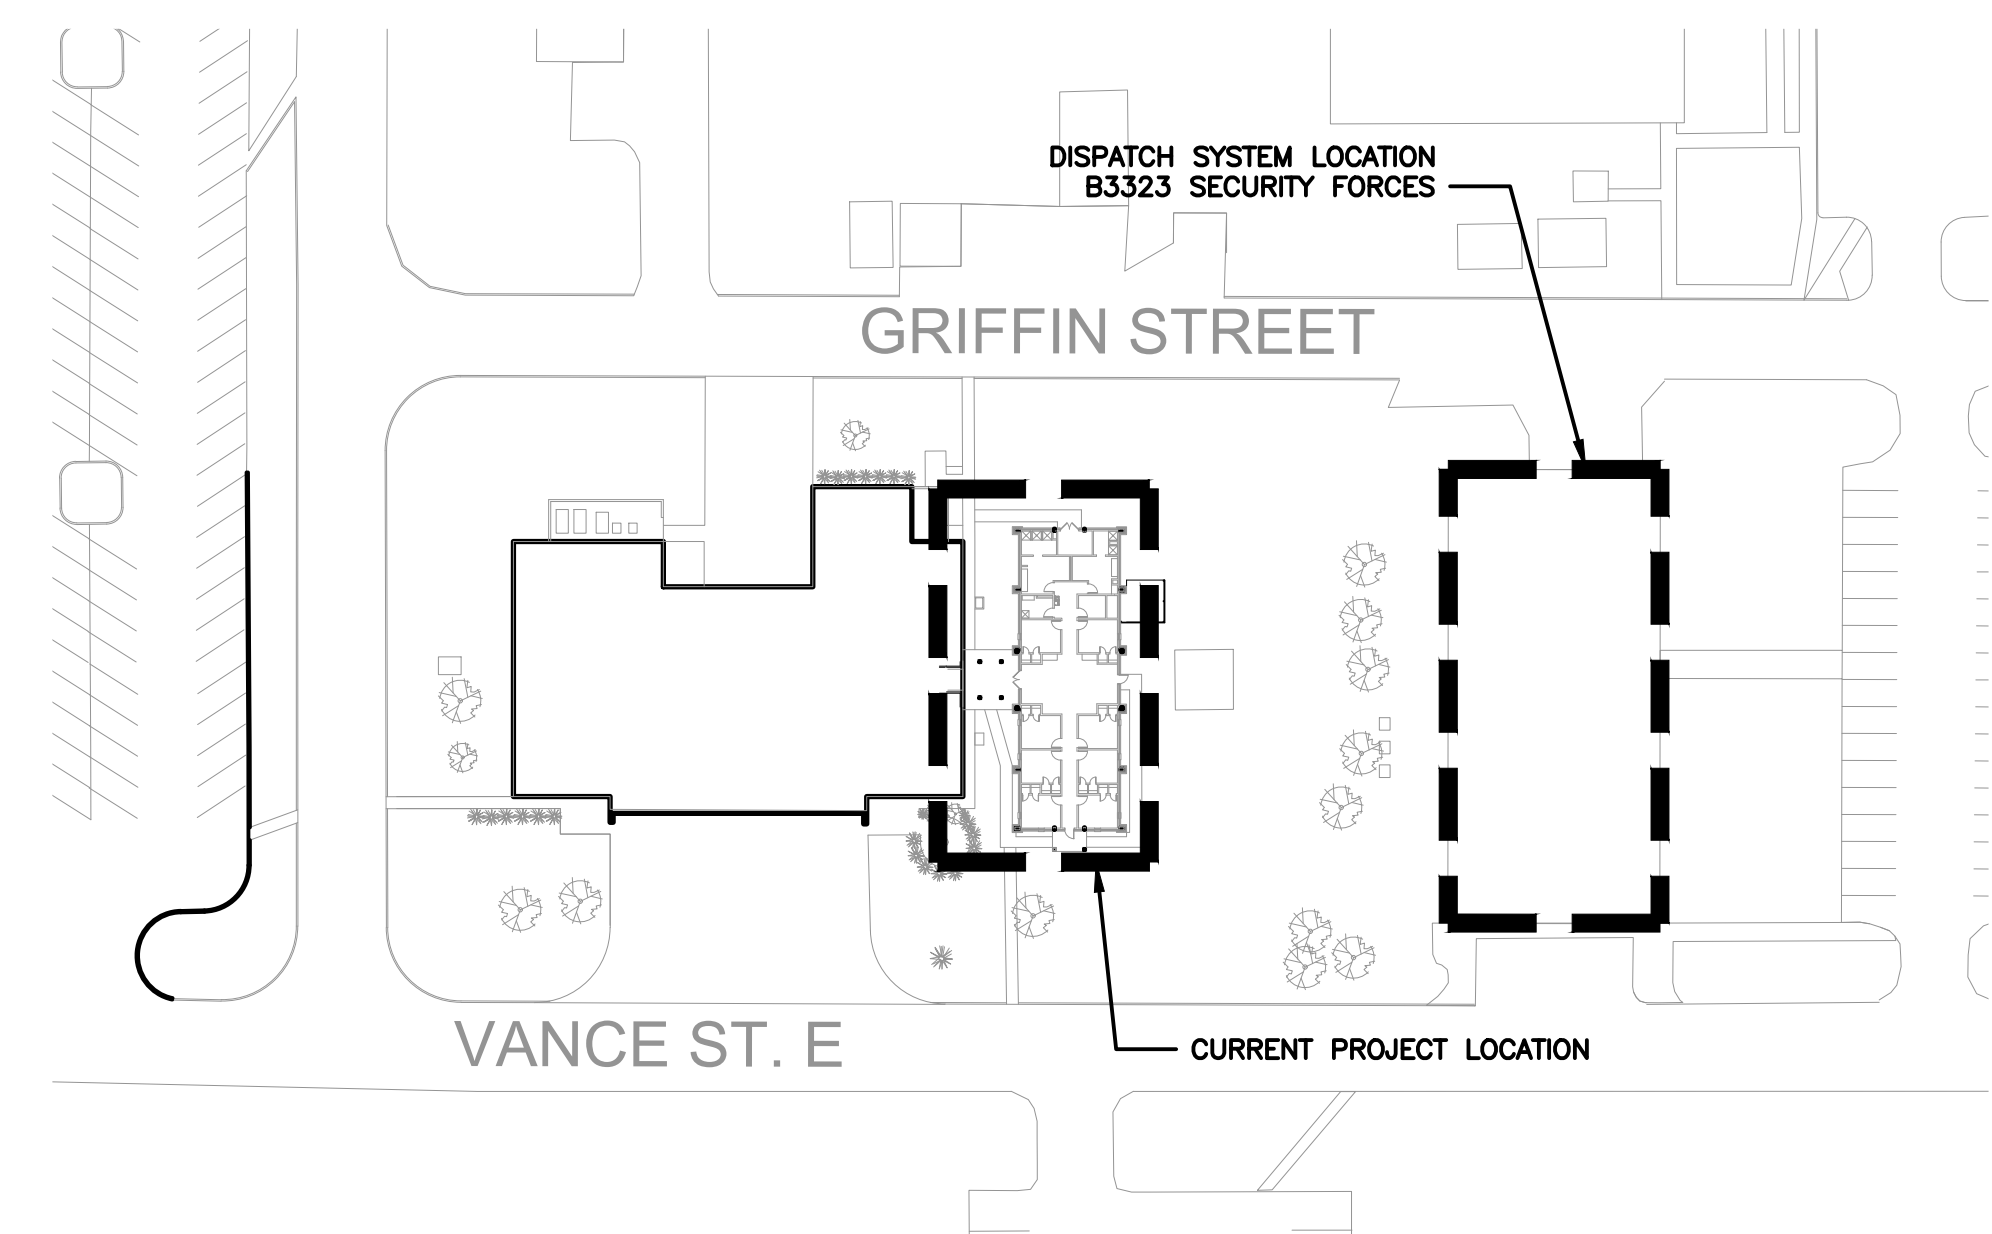 DISPATCH SYSTEM LOCATION
B3323 SECURITY FORCES
GRIFFIN STREET
VANCE ST. E
CURRENT PROJECT LOCATION